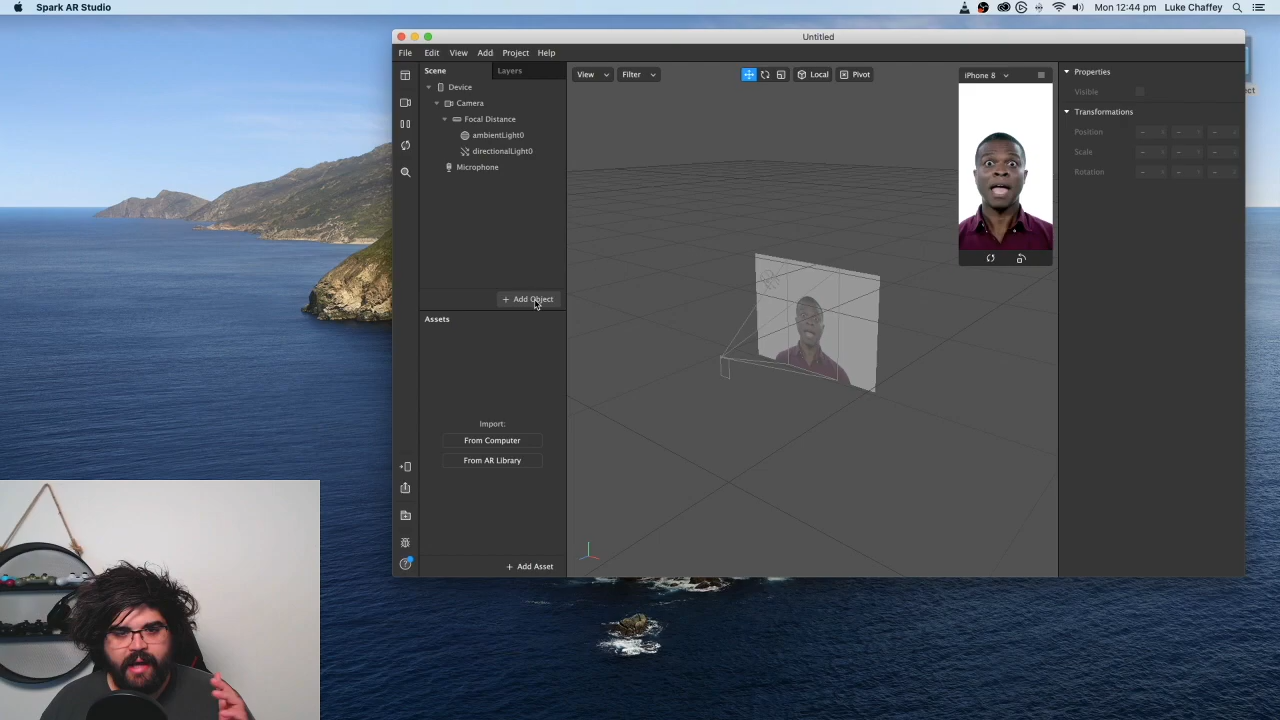 Spark AR Studio
Mon 12:44 pm Luke Chaffey
Untitled
File Edit View Add Project Help
Scene Layers
Device
Camera
Focal Distance
ambientLight0
directionalLight0
Microphone
+ Add Object
Assets
Import:
From Computer
From AR Library
+ Add Asset
View Filter Local Pivot
iPhone 8
Properties
Visible
Transformations
Position
Scale
Rotation
ect